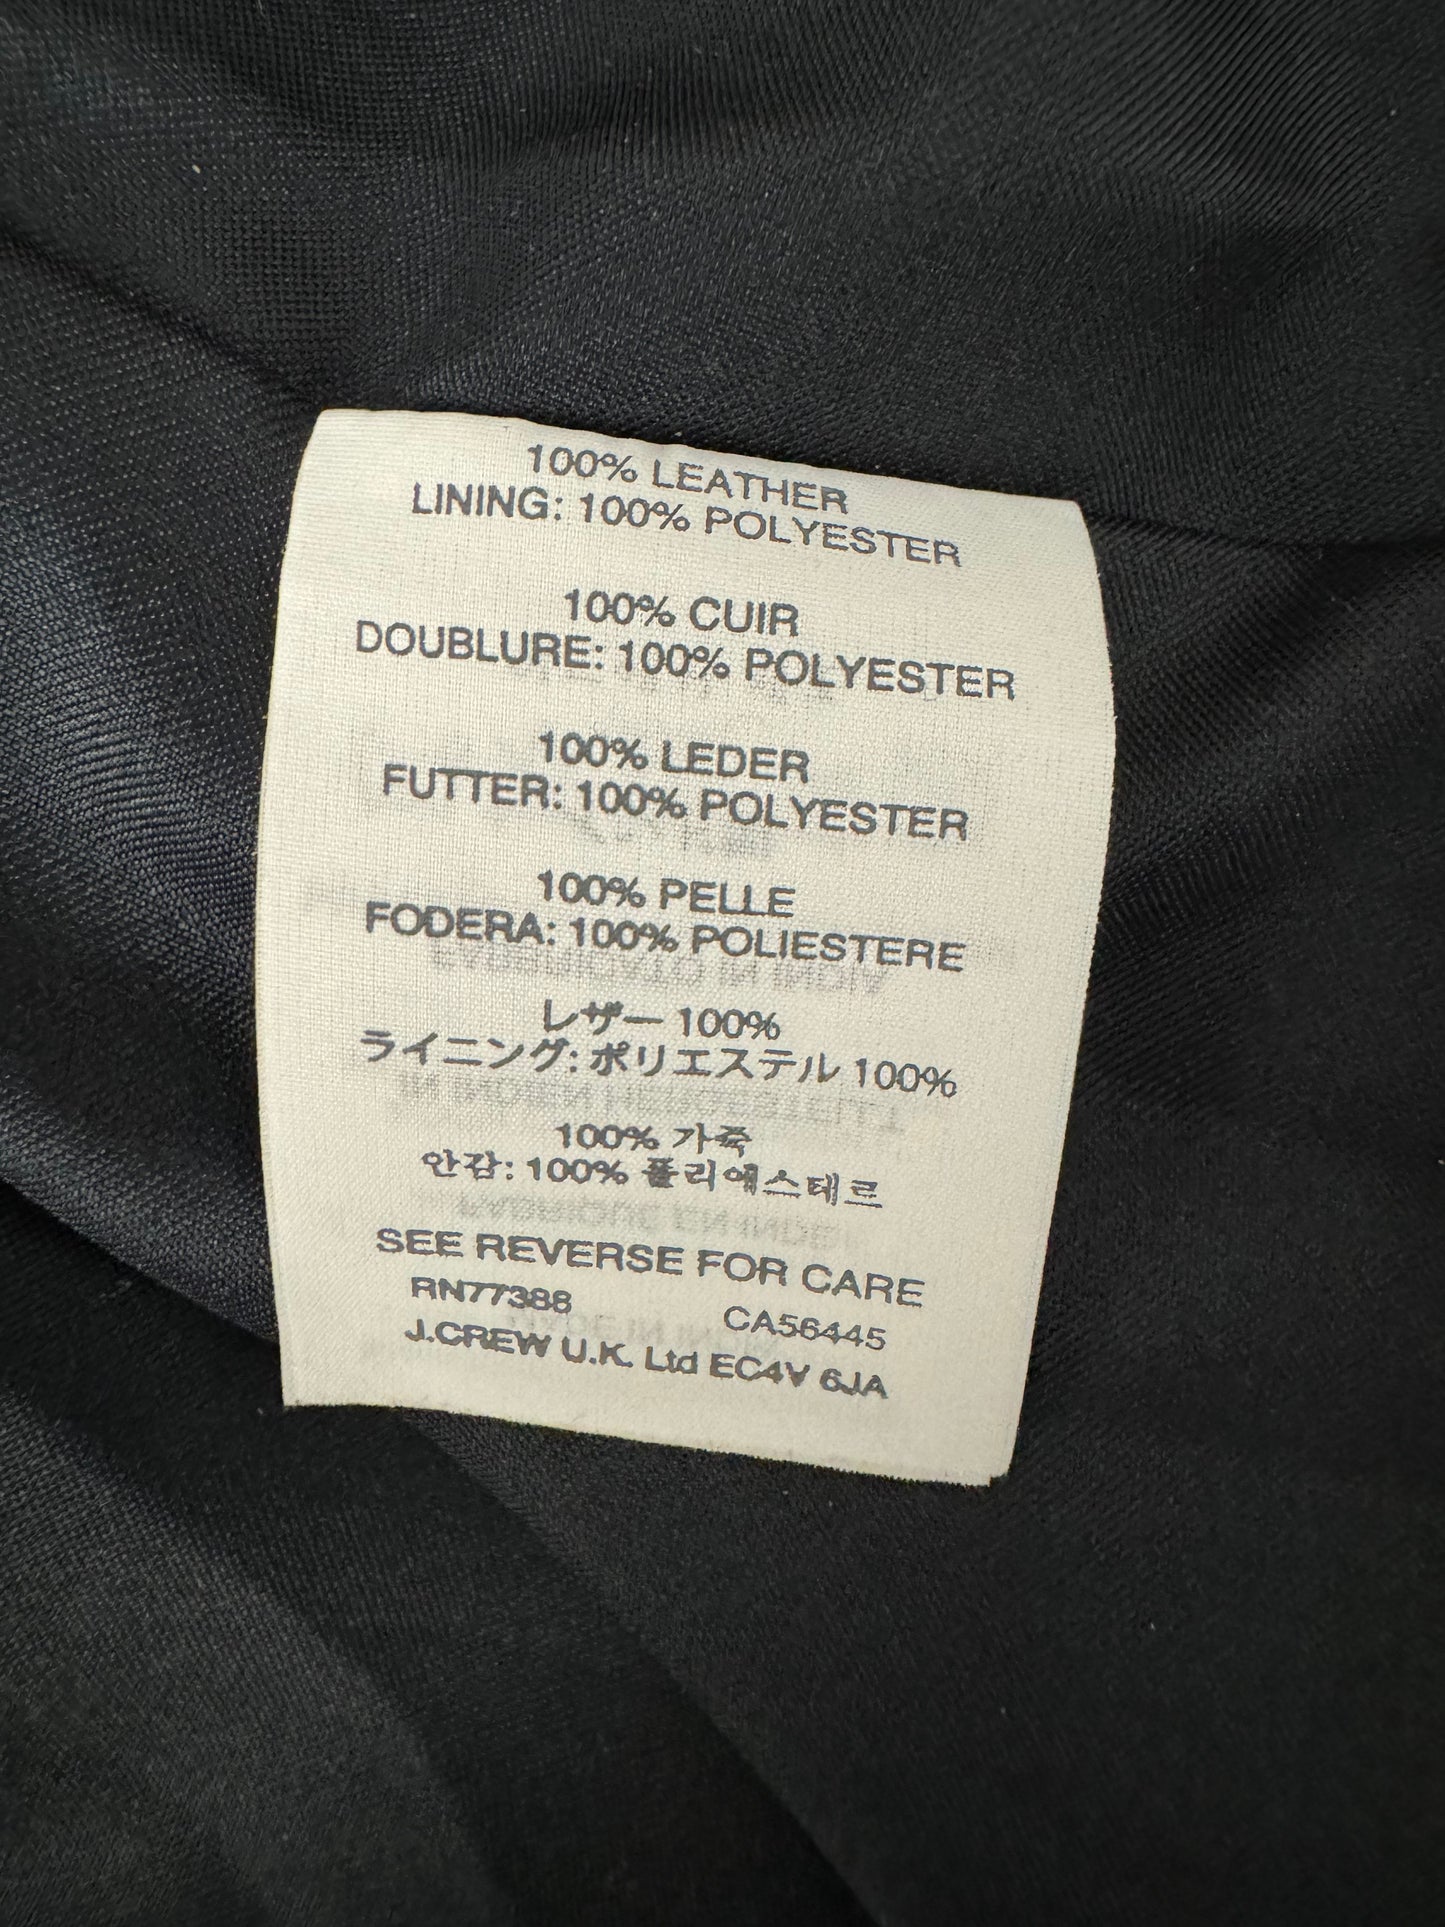 100% LEATHER
LINING: 100% POLYESTER
100% CUIR
DOUBLURE: 100% POLYESTER
100% LEDER
FUTTER: 100% POLYESTER
100% PELLE
FODERA: 100% POLIESTERE
レザー 100%
ライニング: ポリエステル 100%
100% 가죽
안감: 100% 폴리에스테르
SEE REVERSE FOR CARE
RN77388 CA56445
J.CREW U.K. Ltd EC4V 6JA